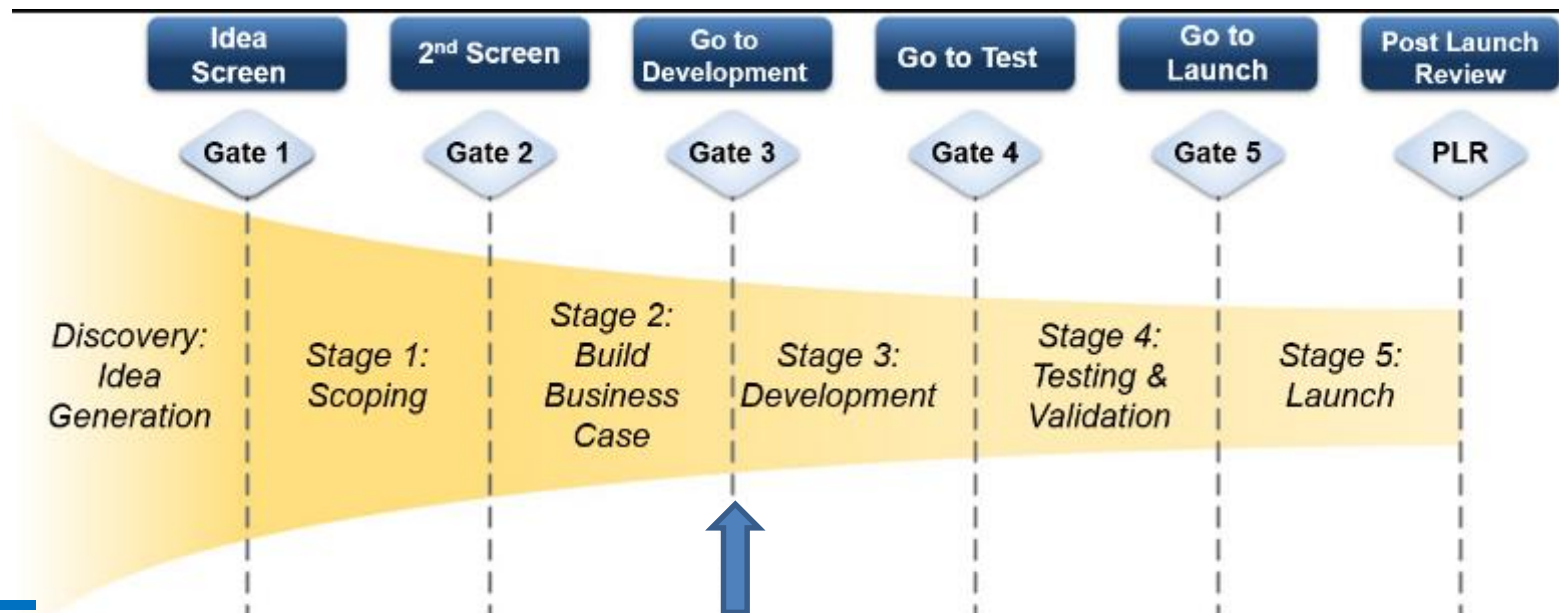 Idea
Screen
2nd Screen
Go to
Development
Go to Test
Go to
Launch
Post Launch
Review
Gate 1
Gate 2
Gate 3
Gate 4
Gate 5
PLR
Discovery:
Idea
Generation
Stage 1:
Scoping
Stage 2:
Build
Business
Case
Stage 3:
Development
Stage 4:
Testing &
Validation
Stage 5:
Launch